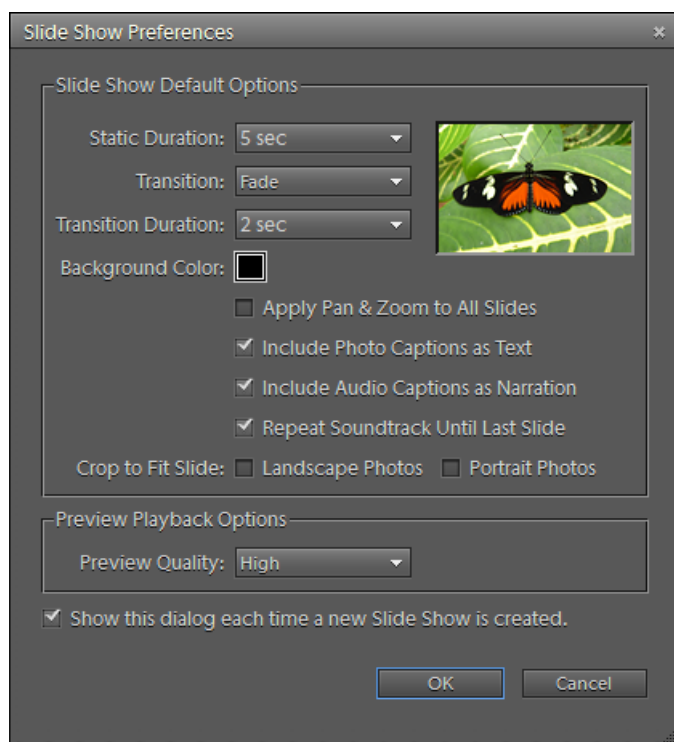 Slide Show Preferences
Slide Show Default Options
Static Duration: 5 sec
Transition: Fade
Transition Duration: 2 sec
Background Color:
Apply Pan & Zoom to All Slides
Include Photo Captions as Text
Include Audio Captions as Narration
Repeat Soundtrack Until Last Slide
Crop to Fit Slide: Landscape Photos Portrait Photos
Preview Playback Options
Preview Quality: High
Show this dialog each time a new Slide Show is created.
OK Cancel